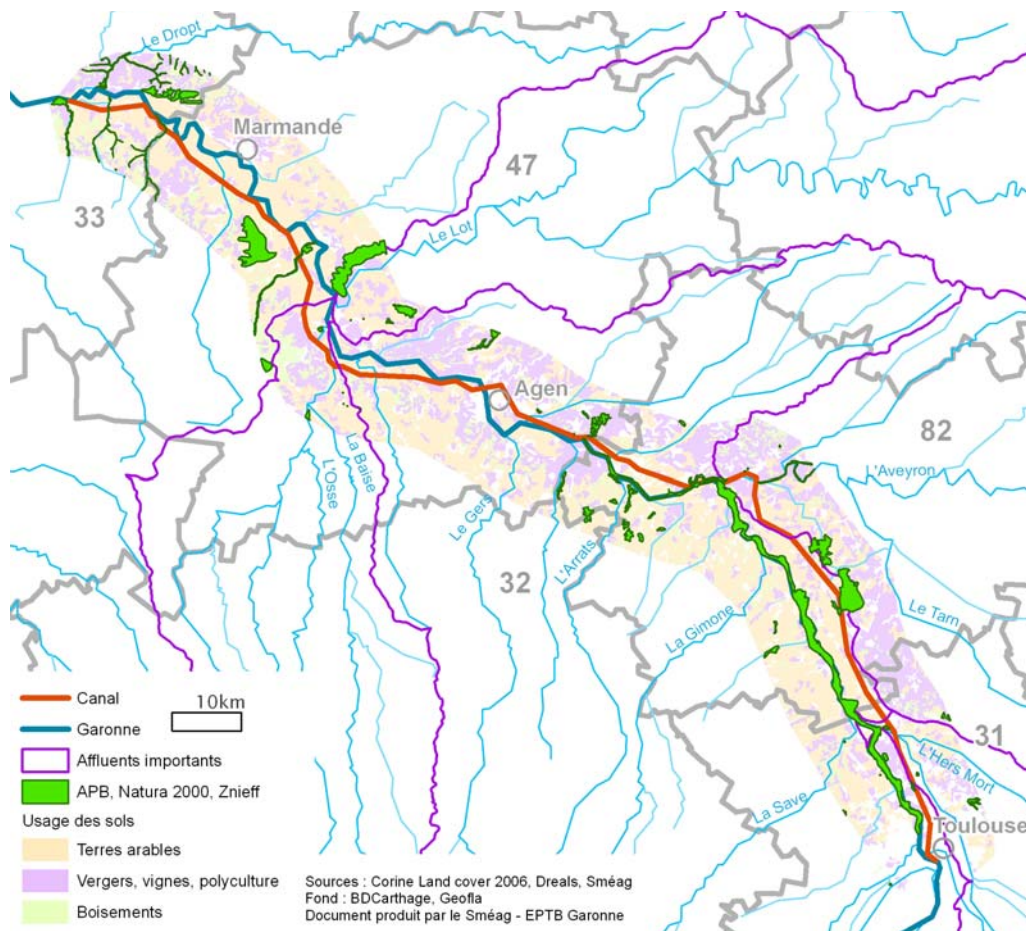 Le Dropt
Marmande
47
33
Le Lot
Agen
82
L'Aveyron
L'Osse
La Baïse
Le Gers
32
L'Arrats
La Gimone
Le Tarn
31
L'Hers Mort
La Save
Toulouse
Canal
10km
Garonne
Affluents importants
APB, Natura 2000, Znieff
Usage des sols
Terres arables
Vergers, vignes, polyculture
Boisements
Sources : Corine Land cover 2006, Dreals, Sméag
Fond : BDCarthage, Geofla
Document produit par le Sméag - EPTB Garonne